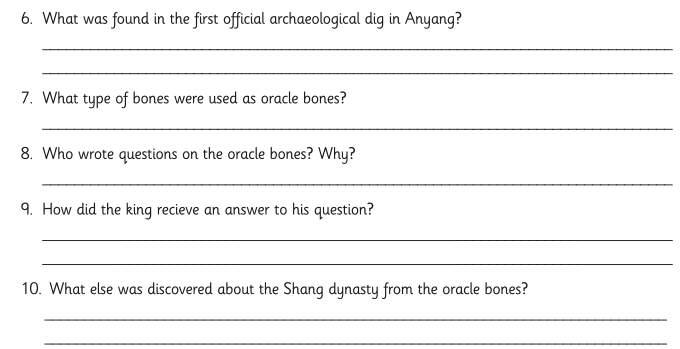 6. What was found in the first official archaeological dig in Anyang?
7. What type of bones were used as oracle bones?
8. Who wrote questions on the oracle bones? Why?
9. How did the king recieve an answer to his question?
10. What else was discovered about the Shang dynasty from the oracle bones?